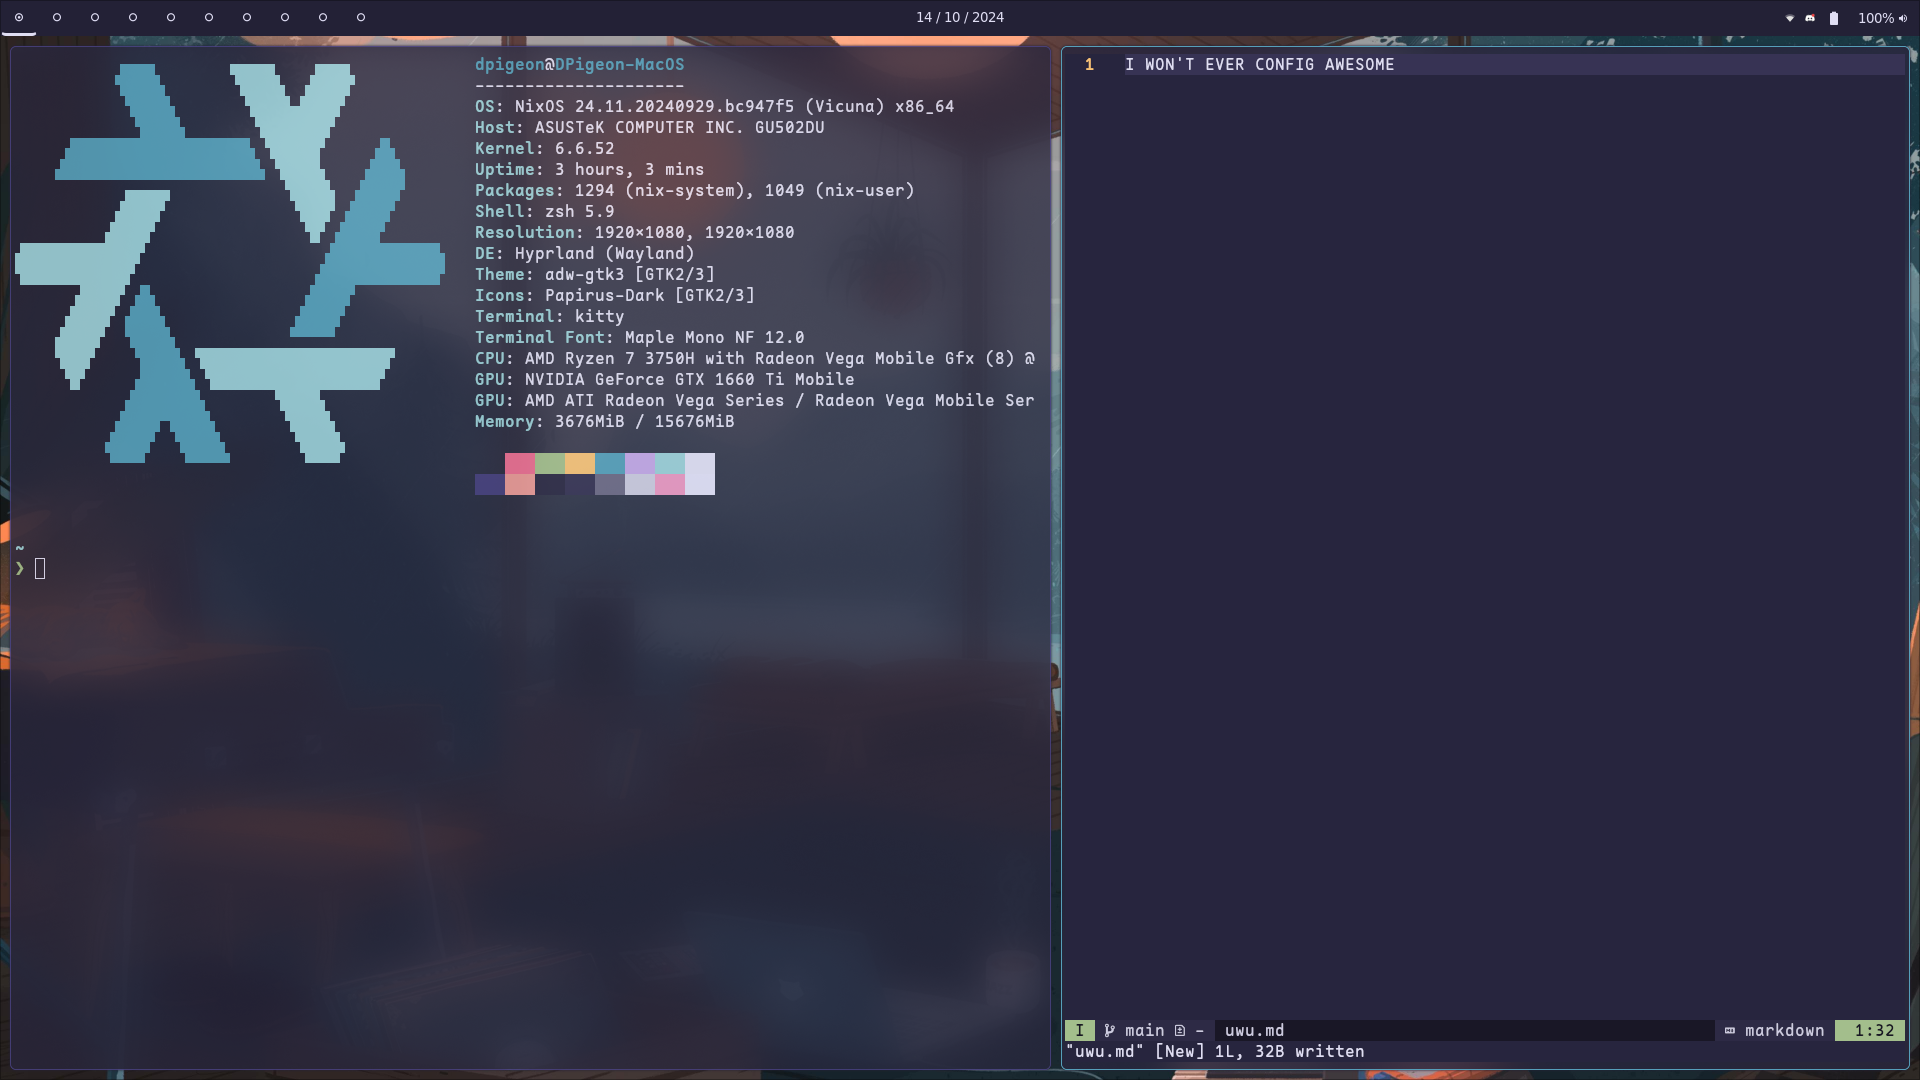 14 / 10 / 2024
100%
dpigeon@DPigeon-MacOS
---------------------
OS: NixOS 24.11.20240929.bc947f5 (Vicuna) x86_64
Host: ASUSTeK COMPUTER INC. GU502DU
Kernel: 6.6.52
Uptime: 3 hours, 3 mins
Packages: 1294 (nix-system), 1049 (nix-user)
Shell: zsh 5.9
Resolution: 1920×1080, 1920×1080
DE: Hyprland (Wayland)
Theme: adw-gtk3 [GTK2/3]
Icons: Papirus-Dark [GTK2/3]
Terminal: kitty
Terminal Font: Maple Mono NF 12.0
CPU: AMD Ryzen 7 3750H with Radeon Vega Mobile Gfx (8) @
GPU: NVIDIA GeForce GTX 1660 Ti Mobile
GPU: AMD ATI Radeon Vega Series / Radeon Vega Mobile Ser
Memory: 3676MiB / 15676MiB
~
❯
1 I WON'T EVER CONFIG AWESOME
I main - uwu.md markdown 1:32
"uwu.md" [New] 1L, 32B written